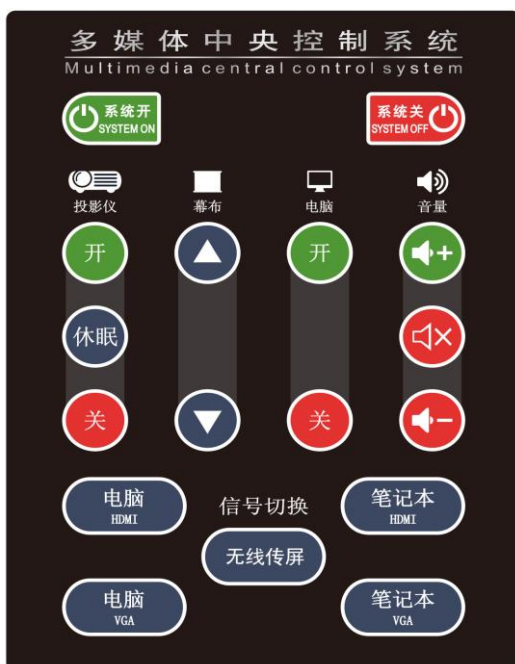 多媒体中央控制系统
Multimedia central control system
系统开
SYSTEM ON
系统关
SYSTEM OFF
投影仪
幕布
电脑
音量
开
开
休眠
关
关
电脑
HDMI
信号切换
笔记本
HDMI
无线传屏
电脑
VGA
笔记本
VGA